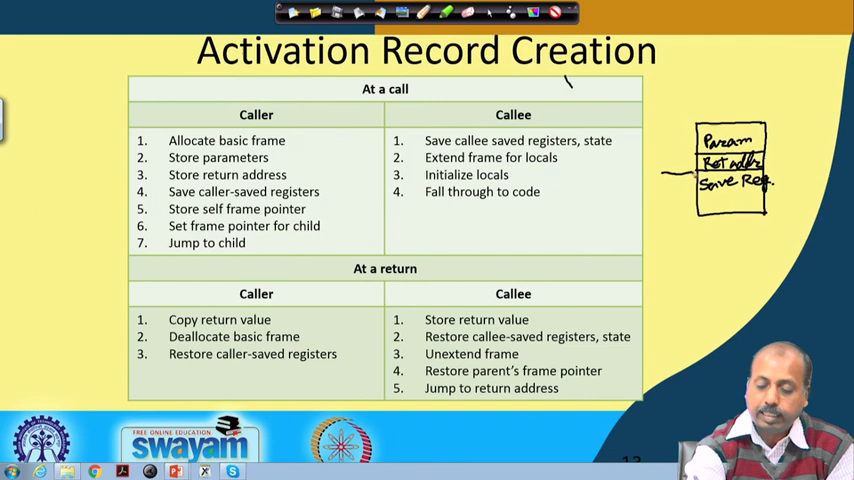 Activation Record Creation
At a call
Caller
Callee
1. Allocate basic frame
2. Store parameters
3. Store return address
4. Save caller-saved registers
5. Store self frame pointer
6. Set frame pointer for child
7. Jump to child
1. Save callee saved registers, state
2. Extend frame for locals
3. Initialize locals
4. Fall through to code
At a return
Caller
Callee
1. Copy return value
2. Deallocate basic frame
3. Restore caller-saved registers
1. Store return value
2. Restore callee-saved registers, state
3. Unextend frame
4. Restore parent's frame pointer
5. Jump to return address
Param
Ret addr
Save Reg.
FREE ONLINE EDUCATION
swayam
13